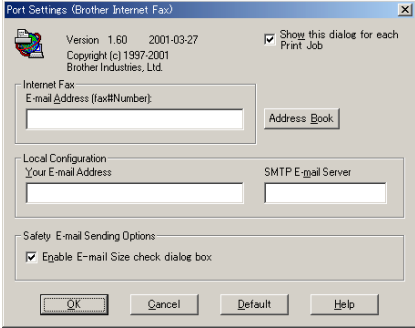 Port Settings (Brother Internet Fax)
Version 1.60 2001-03-27
Copyright (c) 1997-2001
Brother Industries, Ltd.
Show this dialog for each
Print Job
Internet Fax
E-mail Address (fax#Number):
Address Book
Local Configuration
Your E-mail Address
SMTP E-mail Server
Safety E-mail Sending Options
Enable E-mail Size check dialog box
OK
Cancel
Default
Help